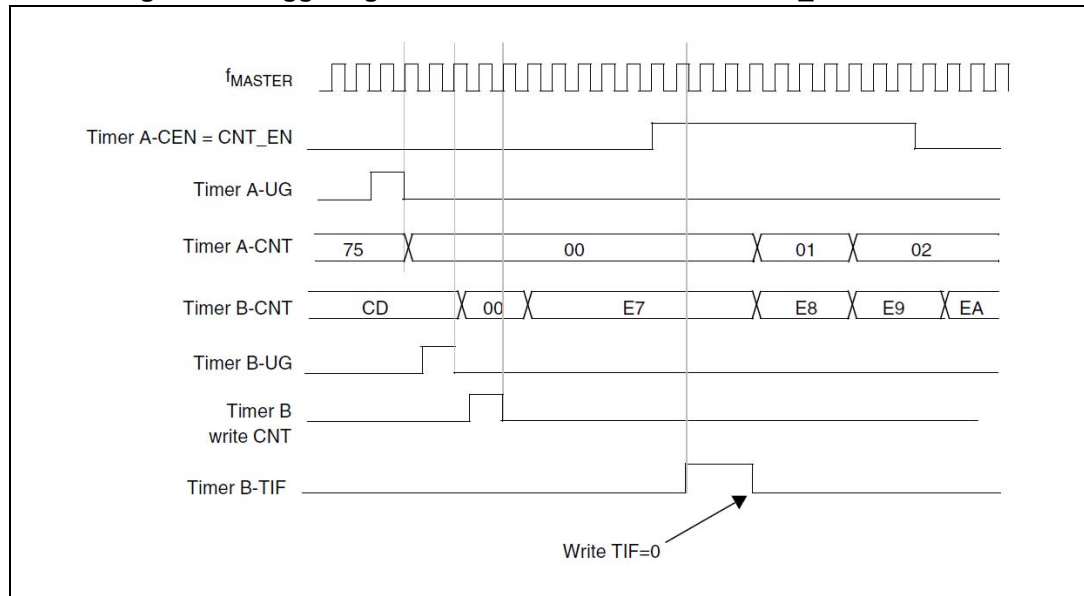 fMASTER
Timer A-CEN = CNT_EN
Timer A-UG
Timer A-CNT
75
00
01
02
Timer B-CNT
CD
00
E7
E8
E9
EA
Timer B-UG
Timer B
write CNT
Timer B-TIF
Write TIF=0